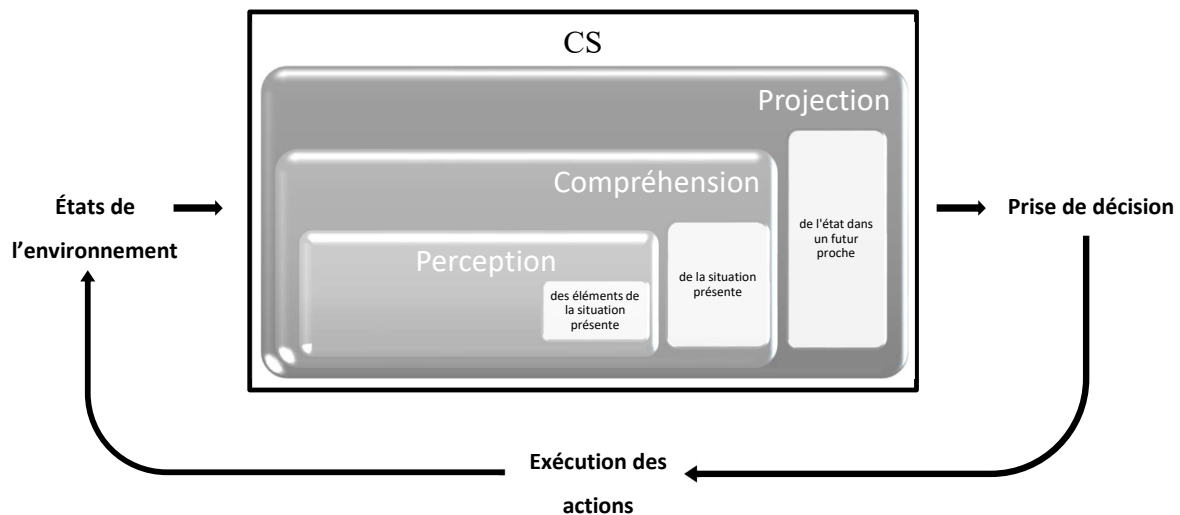 CS
Projection
Compréhension
Perception
des éléments de
la situation
présente
de la situation
présente
de l'état dans
un futur
proche
États de
l’environnement
Prise de décision
Exécution des
actions